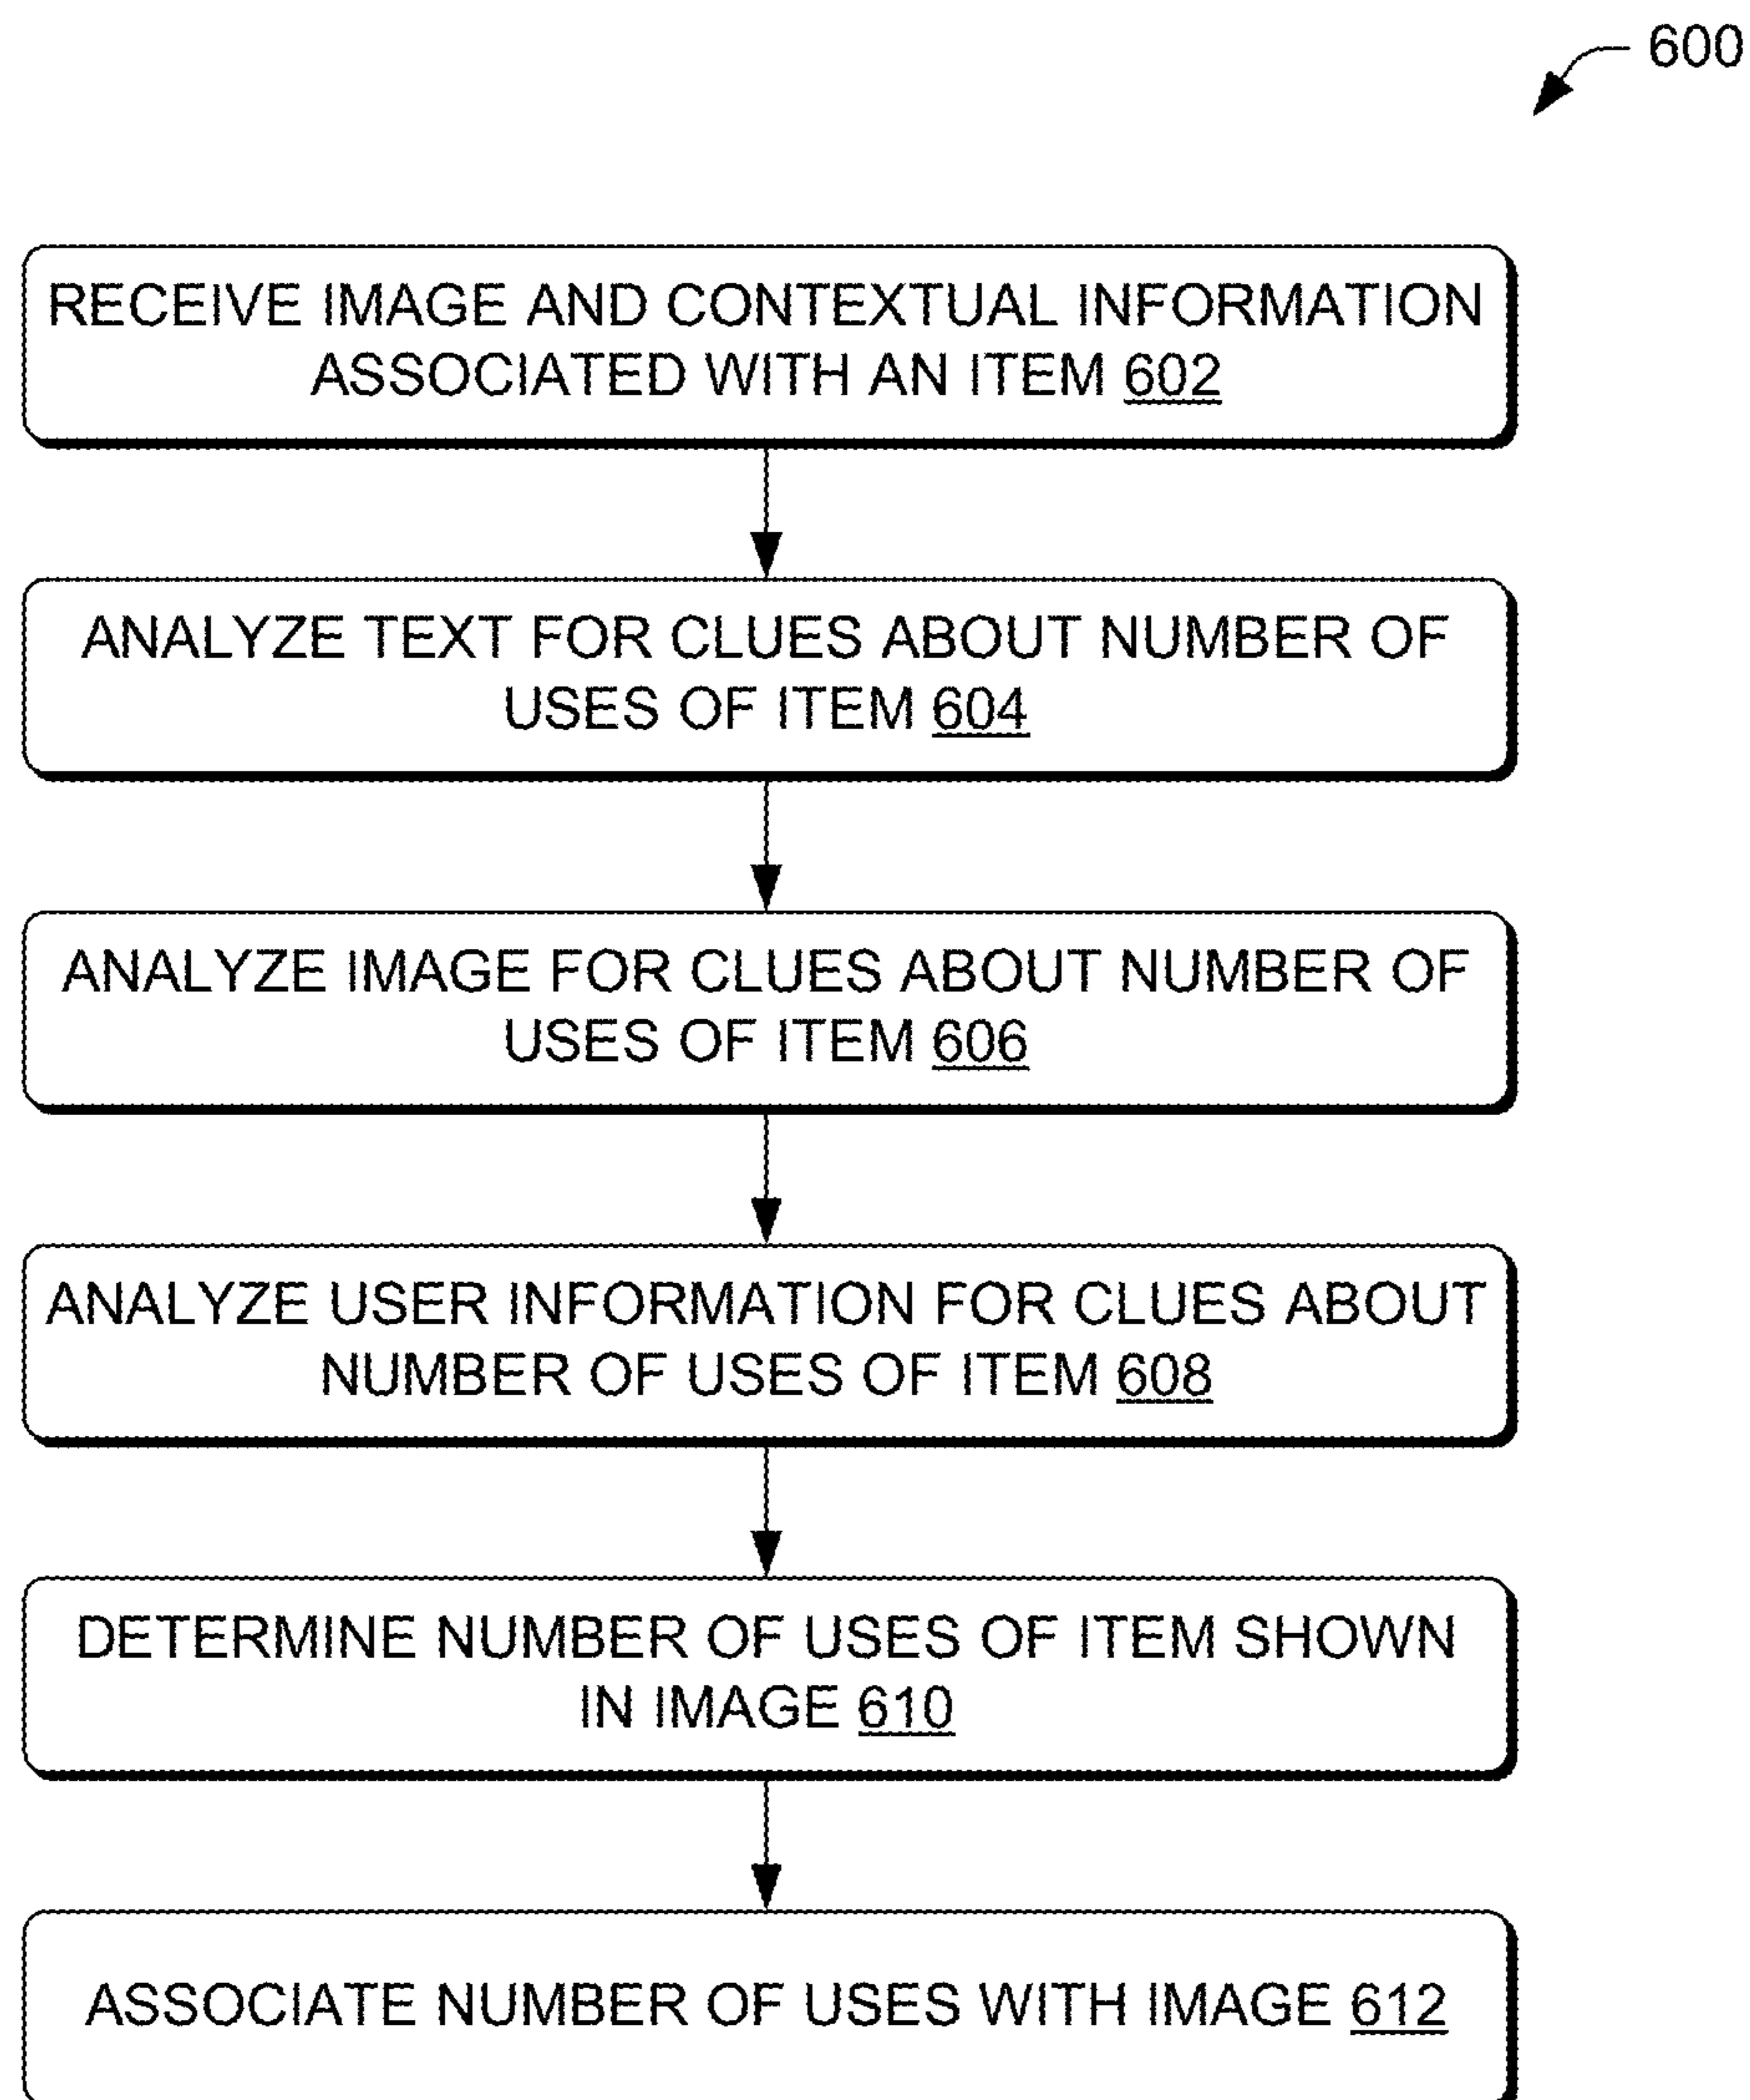 600
RECEIVE IMAGE AND CONTEXTUAL INFORMATION
ASSOCIATED WITH AN ITEM 602
ANALYZE TEXT FOR CLUES ABOUT NUMBER OF
USES OF ITEM 604
ANALYZE IMAGE FOR CLUES ABOUT NUMBER OF
USES OF ITEM 606
ANALYZE USER INFORMATION FOR CLUES ABOUT
NUMBER OF USES OF ITEM 608
DETERMINE NUMBER OF USES OF ITEM SHOWN
IN IMAGE 610
ASSOCIATE NUMBER OF USES WITH IMAGE 612